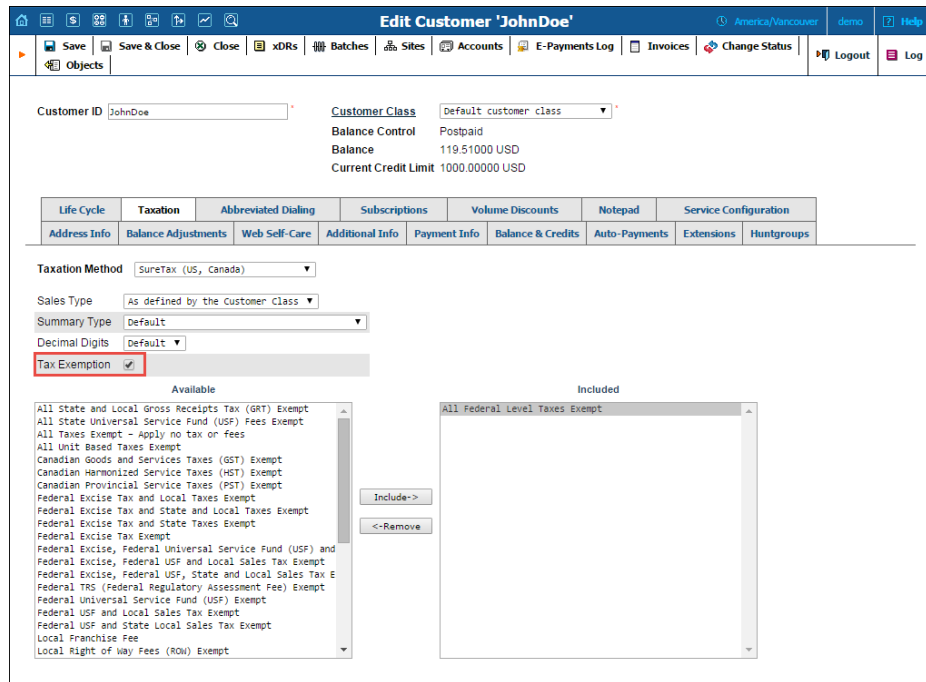 Edit Customer 'JohnDoe'
America/Vancouver
demo
? Help
Save
Save & Close
Close
xDRs
Batches
Sites
Accounts
E-Payments Log
Invoices
Change Status
Logout
Log
Objects
Customer ID JohnDoe *
Customer Class Default customer class *
Balance Control Postpaid
Balance 119.51000 USD
Current Credit Limit 1000.00000 USD
Life Cycle
Taxation
Abbreviated Dialing
Subscriptions
Volume Discounts
Notepad
Service Configuration
Address Info
Balance Adjustments
Web Self-Care
Additional Info
Payment Info
Balance & Credits
Auto-Payments
Extensions
Huntgroups
Taxation Method SureTax (US, Canada)
Sales Type As defined by the Customer Class
Summary Type Default
Decimal Digits Default
Tax Exemption
Available
All State and Local Gross Receipts Tax (GRT) Exempt
All State Universal Service Fund (USF) Fees Exempt
All Taxes Exempt – Apply no tax or fees
All Unit Based Taxes Exempt
Canadian Goods and Services Taxes (GST) Exempt
Canadian Harmonized Service Taxes (HST) Exempt
Canadian Provincial Service Taxes (PST) Exempt
Federal Excise Tax and Local Taxes Exempt
Federal Excise Tax and State and Local Taxes Exempt
Federal Excise Tax and State Taxes Exempt
Federal Excise Tax Exempt
Federal Excise, Federal Universal Service Fund (USF) and
Federal Excise, Federal USF and Local Sales Tax Exempt
Federal Excise, Federal USF, State and Local Sales Tax E
Federal TRS (Federal Regulatory Assessment Fee) Exempt
Federal Universal Service Fund (USF) Exempt
Federal USF and Local Sales Tax Exempt
Federal USF and State Local Sales Tax Exempt
Local Franchise Fee
Local Right of Way Fees (ROW) Exempt
Include->
<-Remove
Included
All Federal Level Taxes Exempt